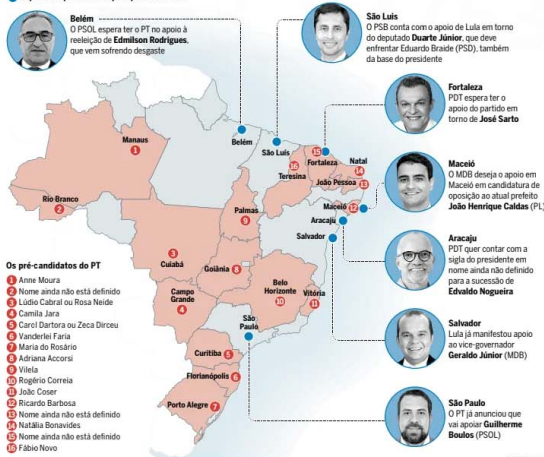 Belém
O PSOL espera ter o PT no apoio à
reeleição de Edmilson Rodrigues,
que vem sofrendo desgaste
São Luis
O PSB conta com o apoio de Lula em torno
do deputado Duarte Júnior, que deve
enfrentar Eduardo Braide (PSD), também
da base do presidente
Fortaleza
PDT espera ter o
apoio do partido em
torno de José Sarto
Maceió
O MDB deseja o apoio em
Maceió em candidatura de
oposição ao atual prefeito
João Henrique Caldas (PL)
Aracaju
PDT quer contar com a
sigla do presidente em
nome ainda não definido
para a sucessão de
Edvaldo Nogueira
Salvador
Lula já manifestou apoio
ao vice-governador
Geraldo Júnior (MDB)
São Paulo
O PT já anunciou que
vai apoiar Guilherme
Boulos (PSOL)
Manaus
1
Belém
São Luis
15
Fortaleza
16
Teresina
Natal
14
João Pessoa 13
Rio Branco
2
Palmas
9
Maceió 12
Aracaju
Salvador
3
Cuiabá
Goiânia 8
Campo
Grande
4
Belo
Horizonte
10
Vitória
11
São
Paulo
Curitiba 5
Florianópolis 6
Porto Alegre 7
Os pré-candidatos do PT
1 Anne Moura
2 Nome ainda não está definido
3 Lúdio Cabral ou Rosa Neide
4 Camila Jara
5 Carol Dartora ou Zeca Dirceu
6 Vanderlei Faria
7 Maria do Rosário
8 Adriana Accorsi
9 Vilela
10 Rogério Correia
11 João Coser
12 Ricardo Barbosa
13 Nome ainda não está definido
14 Natália Bonavides
15 Nome ainda não está definido
16 Fábio Novo